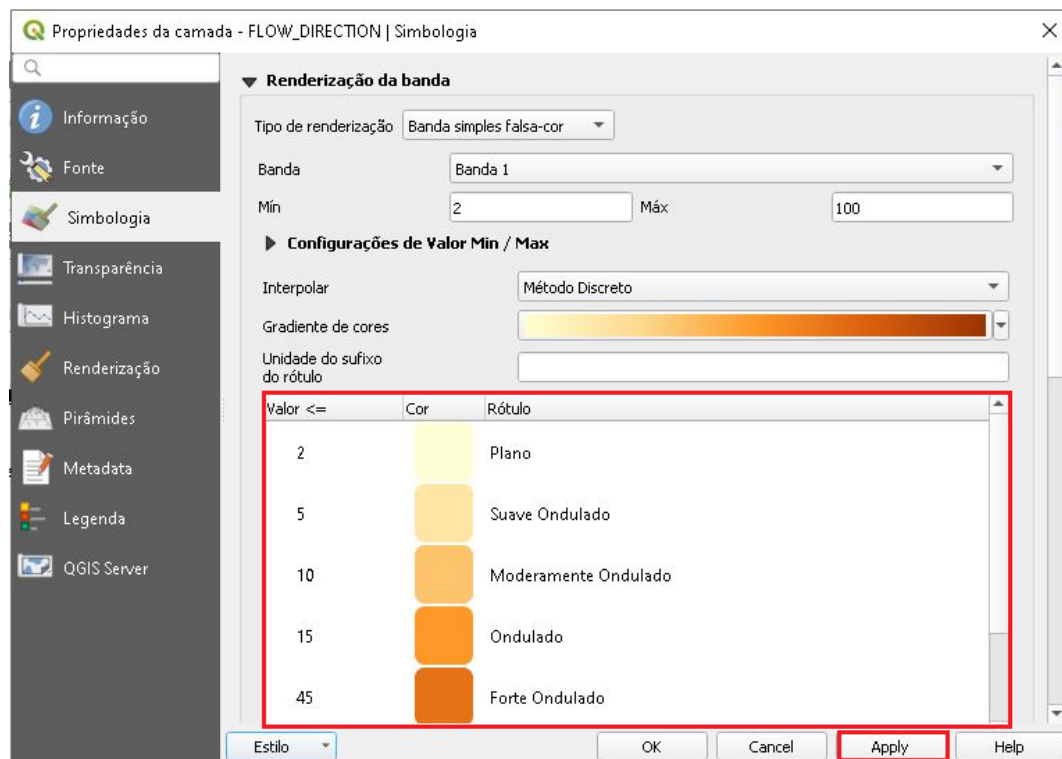 Propriedades da camada - FLOW_DIRECTION | Simbologia
Informação
Fonte
Simbologia
Transparência
Histograma
Renderização
Pirâmides
Metadata
Legenda
QGIS Server
Renderização da banda
Tipo de renderização Banda simples falsa-cor
Banda Banda 1
Mín 2 Máx 100
Configurações de Valor Min / Max
Interpolar Método Discreto
Gradiente de cores
Unidade do sufixo
do rótulo
Valor <= Cor Rótulo
2 Plano
5 Suave Ondulado
10 Moderamente Ondulado
15 Ondulado
45 Forte Ondulado
Estilo OK Cancel Apply Help